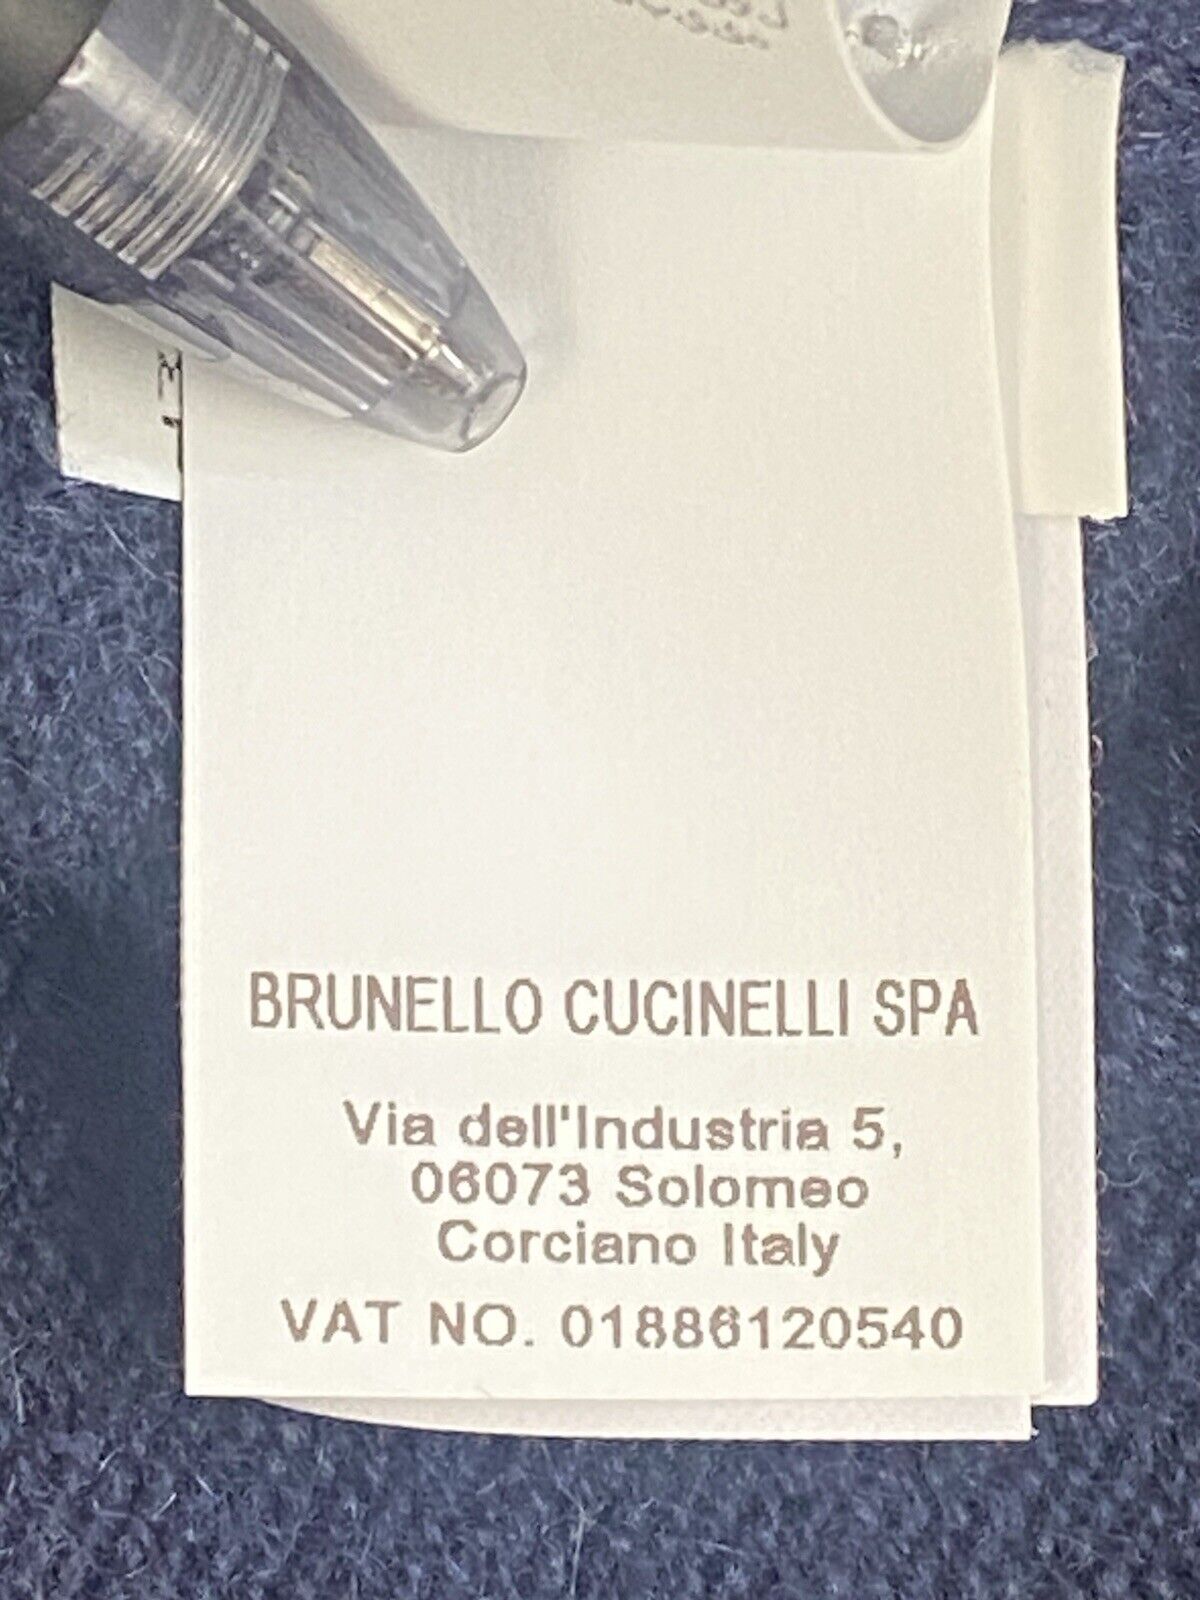 BRUNELLO CUCINELLI SPA
Via dell'Industria 5,
06073 Solomeo
Corciano Italy
VAT NO. 01886120540